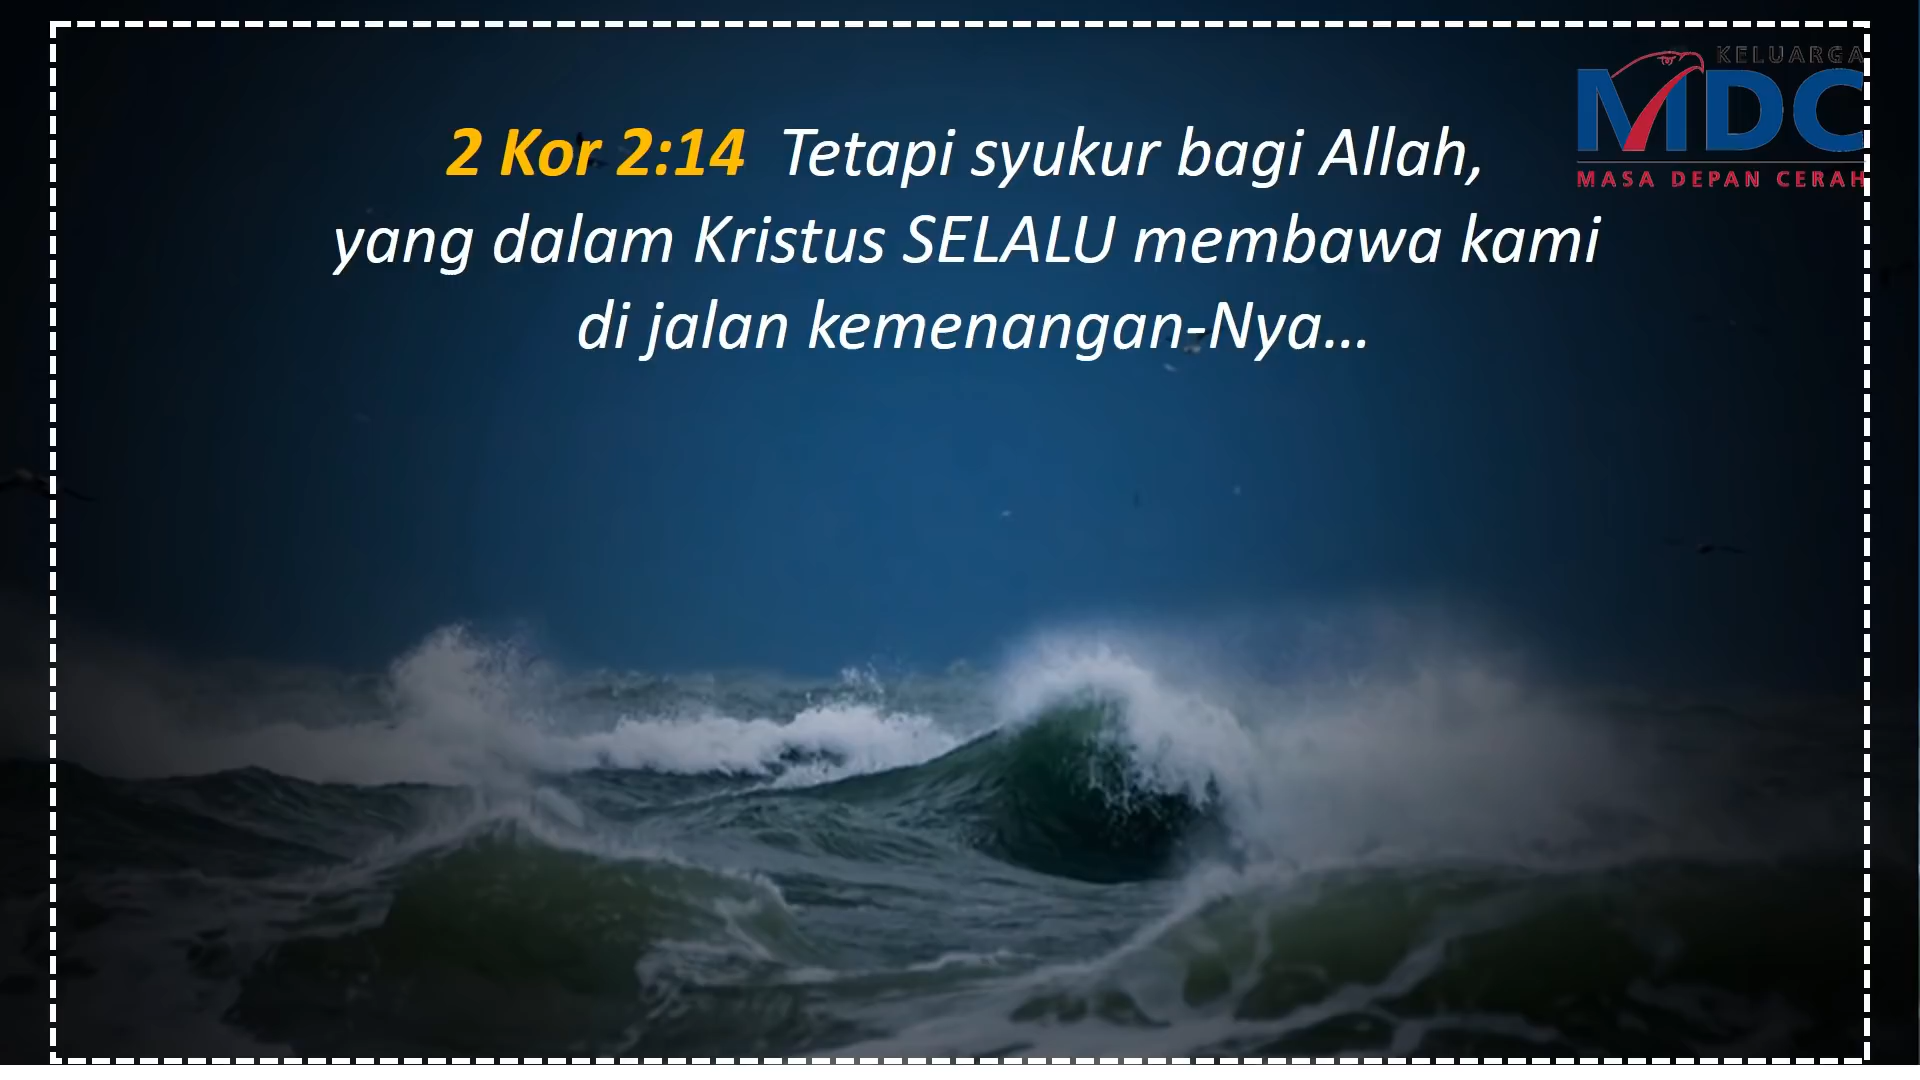 KELUARGA
MDC
MASA DEPAN CERAH
2 Kor 2:14 Tetapi syukur bagi Allah,
yang dalam Kristus SELALU membawa kami
di jalan kemenangan-Nya...